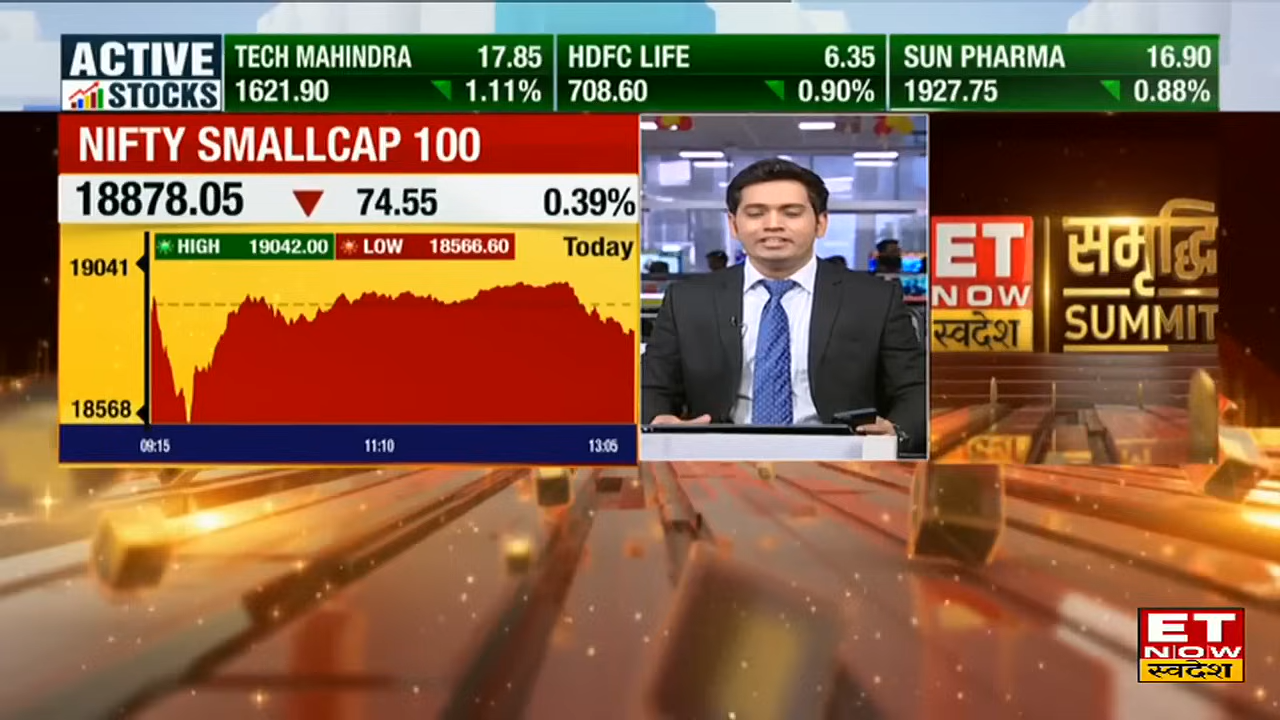 ACTIVE
STOCKS
TECH MAHINDRA 17.85
1621.90 1.11%
HDFC LIFE 6.35
708.60 0.90%
SUN PHARMA 16.90
1927.75 0.88%
NIFTY SMALLCAP 100
18878.05 74.55 0.39%
HIGH 19042.00 LOW 18566.60 Today
19041
18568
09:15 11:10 13:05
ET
NOW
स्वदेश
समृद्धि
SUMMIT
ET
NOW
स्वदेश